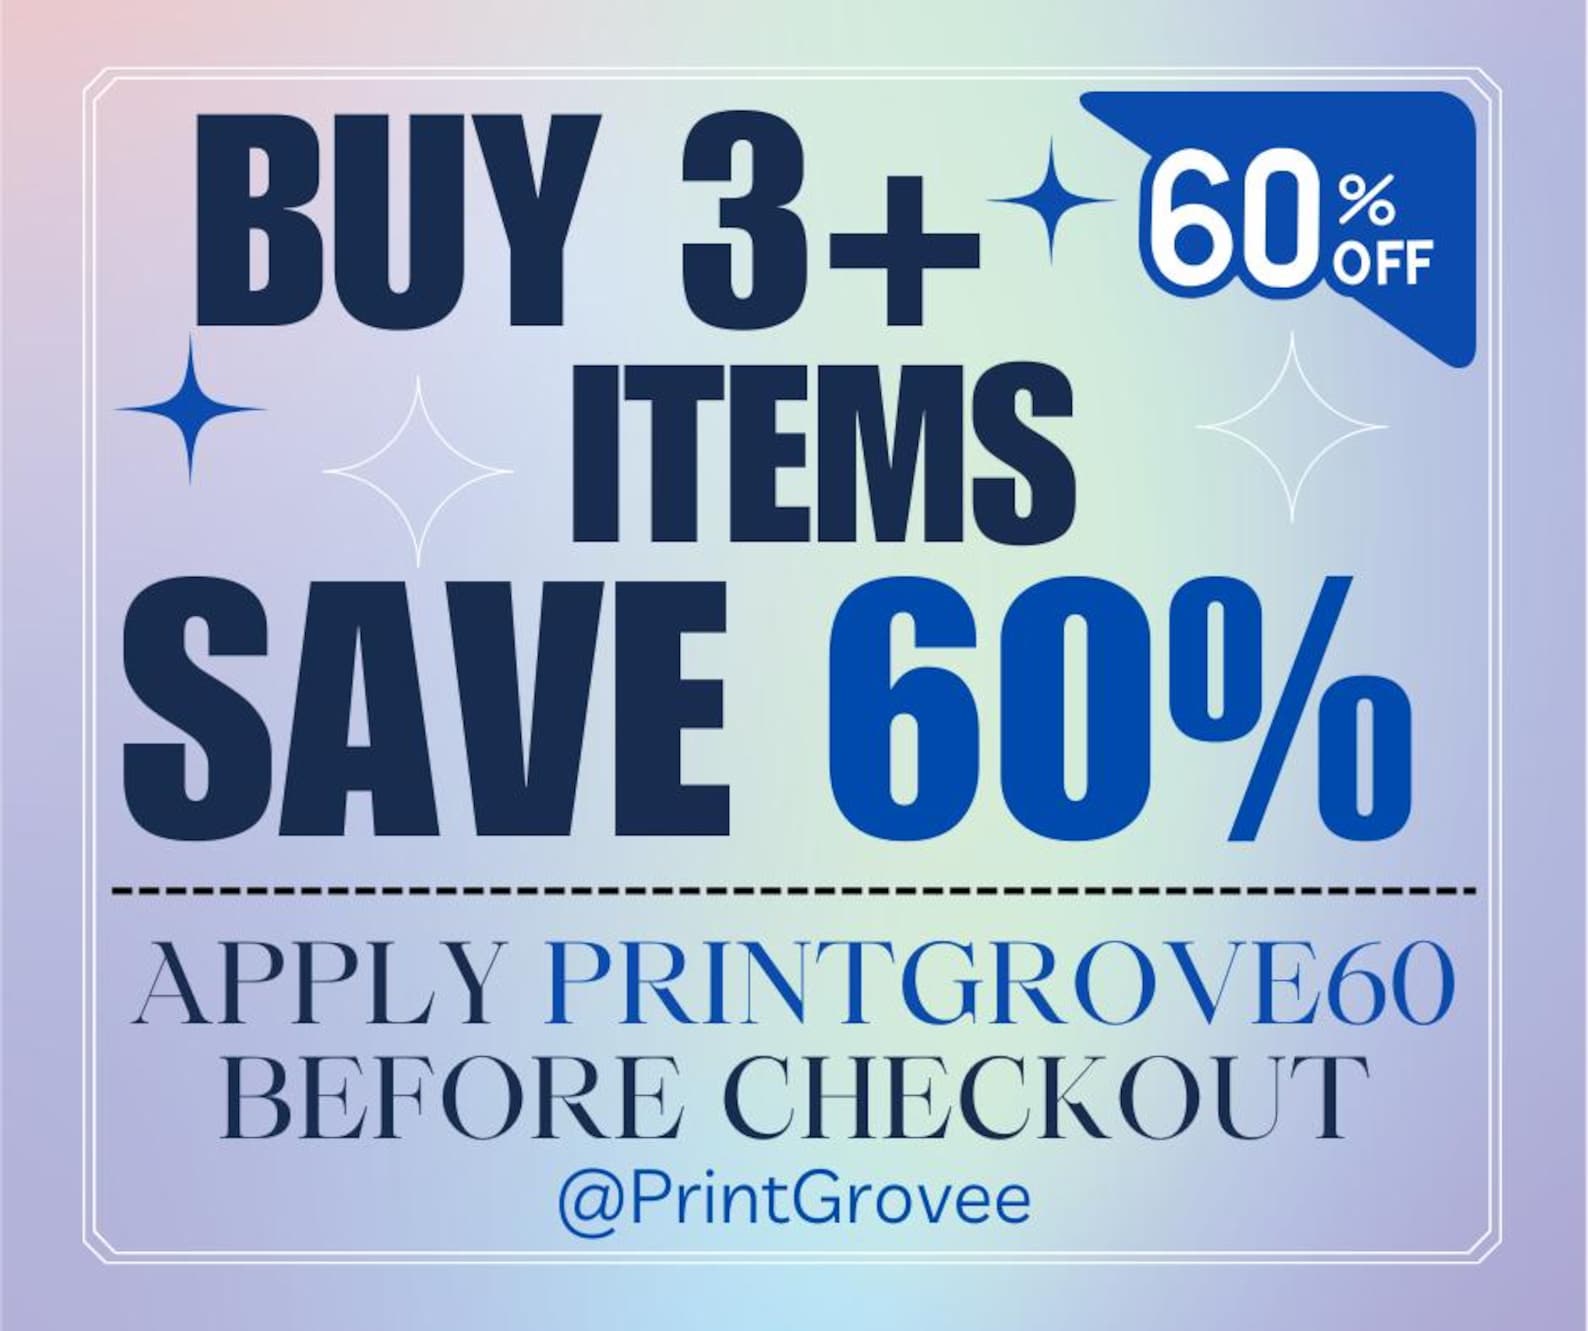 BUY 3+
60%
OFF
ITEMS
SAVE 60%
APPLY PRINTGROVE60
BEFORE CHECKOUT
@PrintGrovee